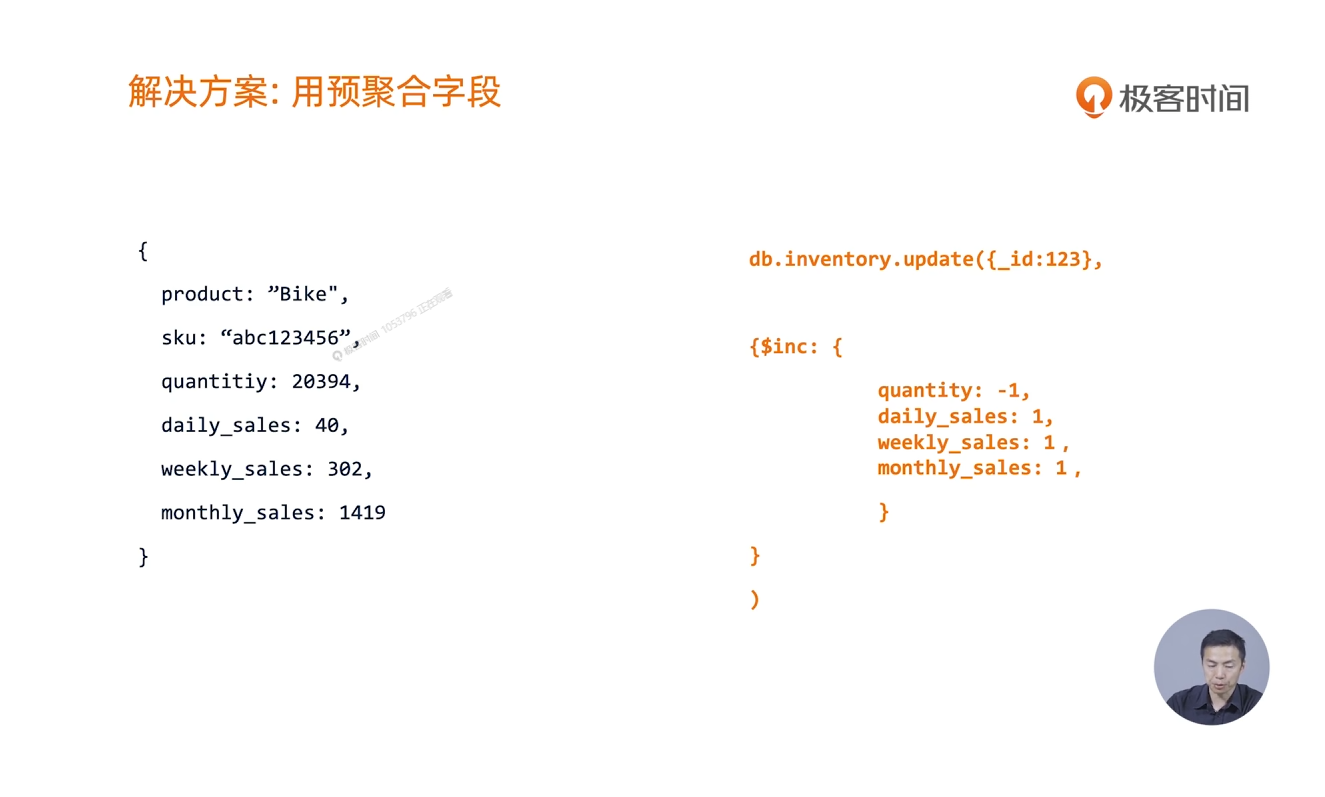 解决方案: 用预聚合字段
极客时间
{
product: ”Bike",
sku: “abc123456”,
极客时间 1053796 正在观看
quantitiy: 20394,
daily_sales: 40,
weekly_sales: 302,
monthly_sales: 1419
}
db.inventory.update({_id:123},
{$inc: {
quantity: -1,
daily_sales: 1,
weekly_sales: 1 ,
monthly_sales: 1 ,
}
}
)